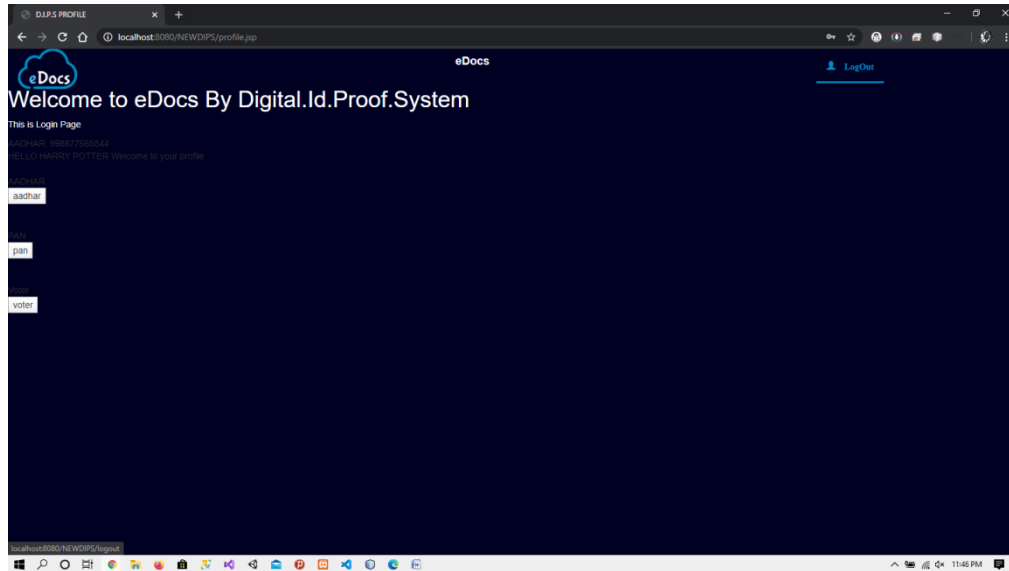 D.I.P.S PROFILE
localhost:8080/NEWDIPS/profile.jsp
eDocs
eDocs
LogOut
Welcome to eDocs By Digital.Id.Proof.System
This is Login Page
AADHAR, 998877665544
HELLO HARRY POTTER Welcome to your profile
AADHAR
aadhar
PAN
pan
Voter
voter
localhost:8080/NEWDIPS/logout
11:46 PM